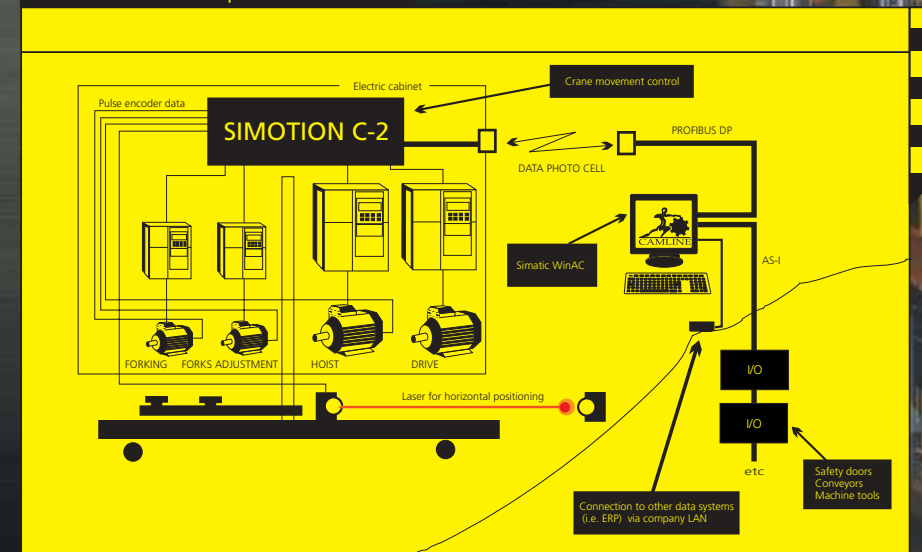 Electric cabinet
Crane movement control
Pulse encoder data
SIMOTION C-2
PROFIBUS DP
DATA PHOTO CELL
CAMLINE
Simatic WinAC
AS-I
FORKING
FORKS ADJUSTMENT
HOIST
DRIVE
I/O
Laser for horizontal positioning
I/O
etc
Safety doors
Conveyors
Machine tools
Connection to other data systems
(i.e. ERP) via company LAN